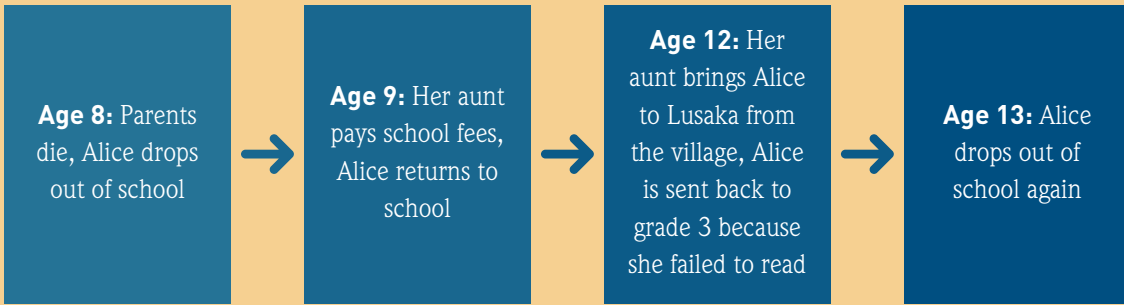 Age 8: Parents
die, Alice drops
out of school
Age 9: Her aunt
pays school fees,
Alice returns to
school
Age 12: Her
aunt brings Alice
to Lusaka from
the village, Alice
is sent back to
grade 3 because
she failed to read
Age 13: Alice
drops out of
school again